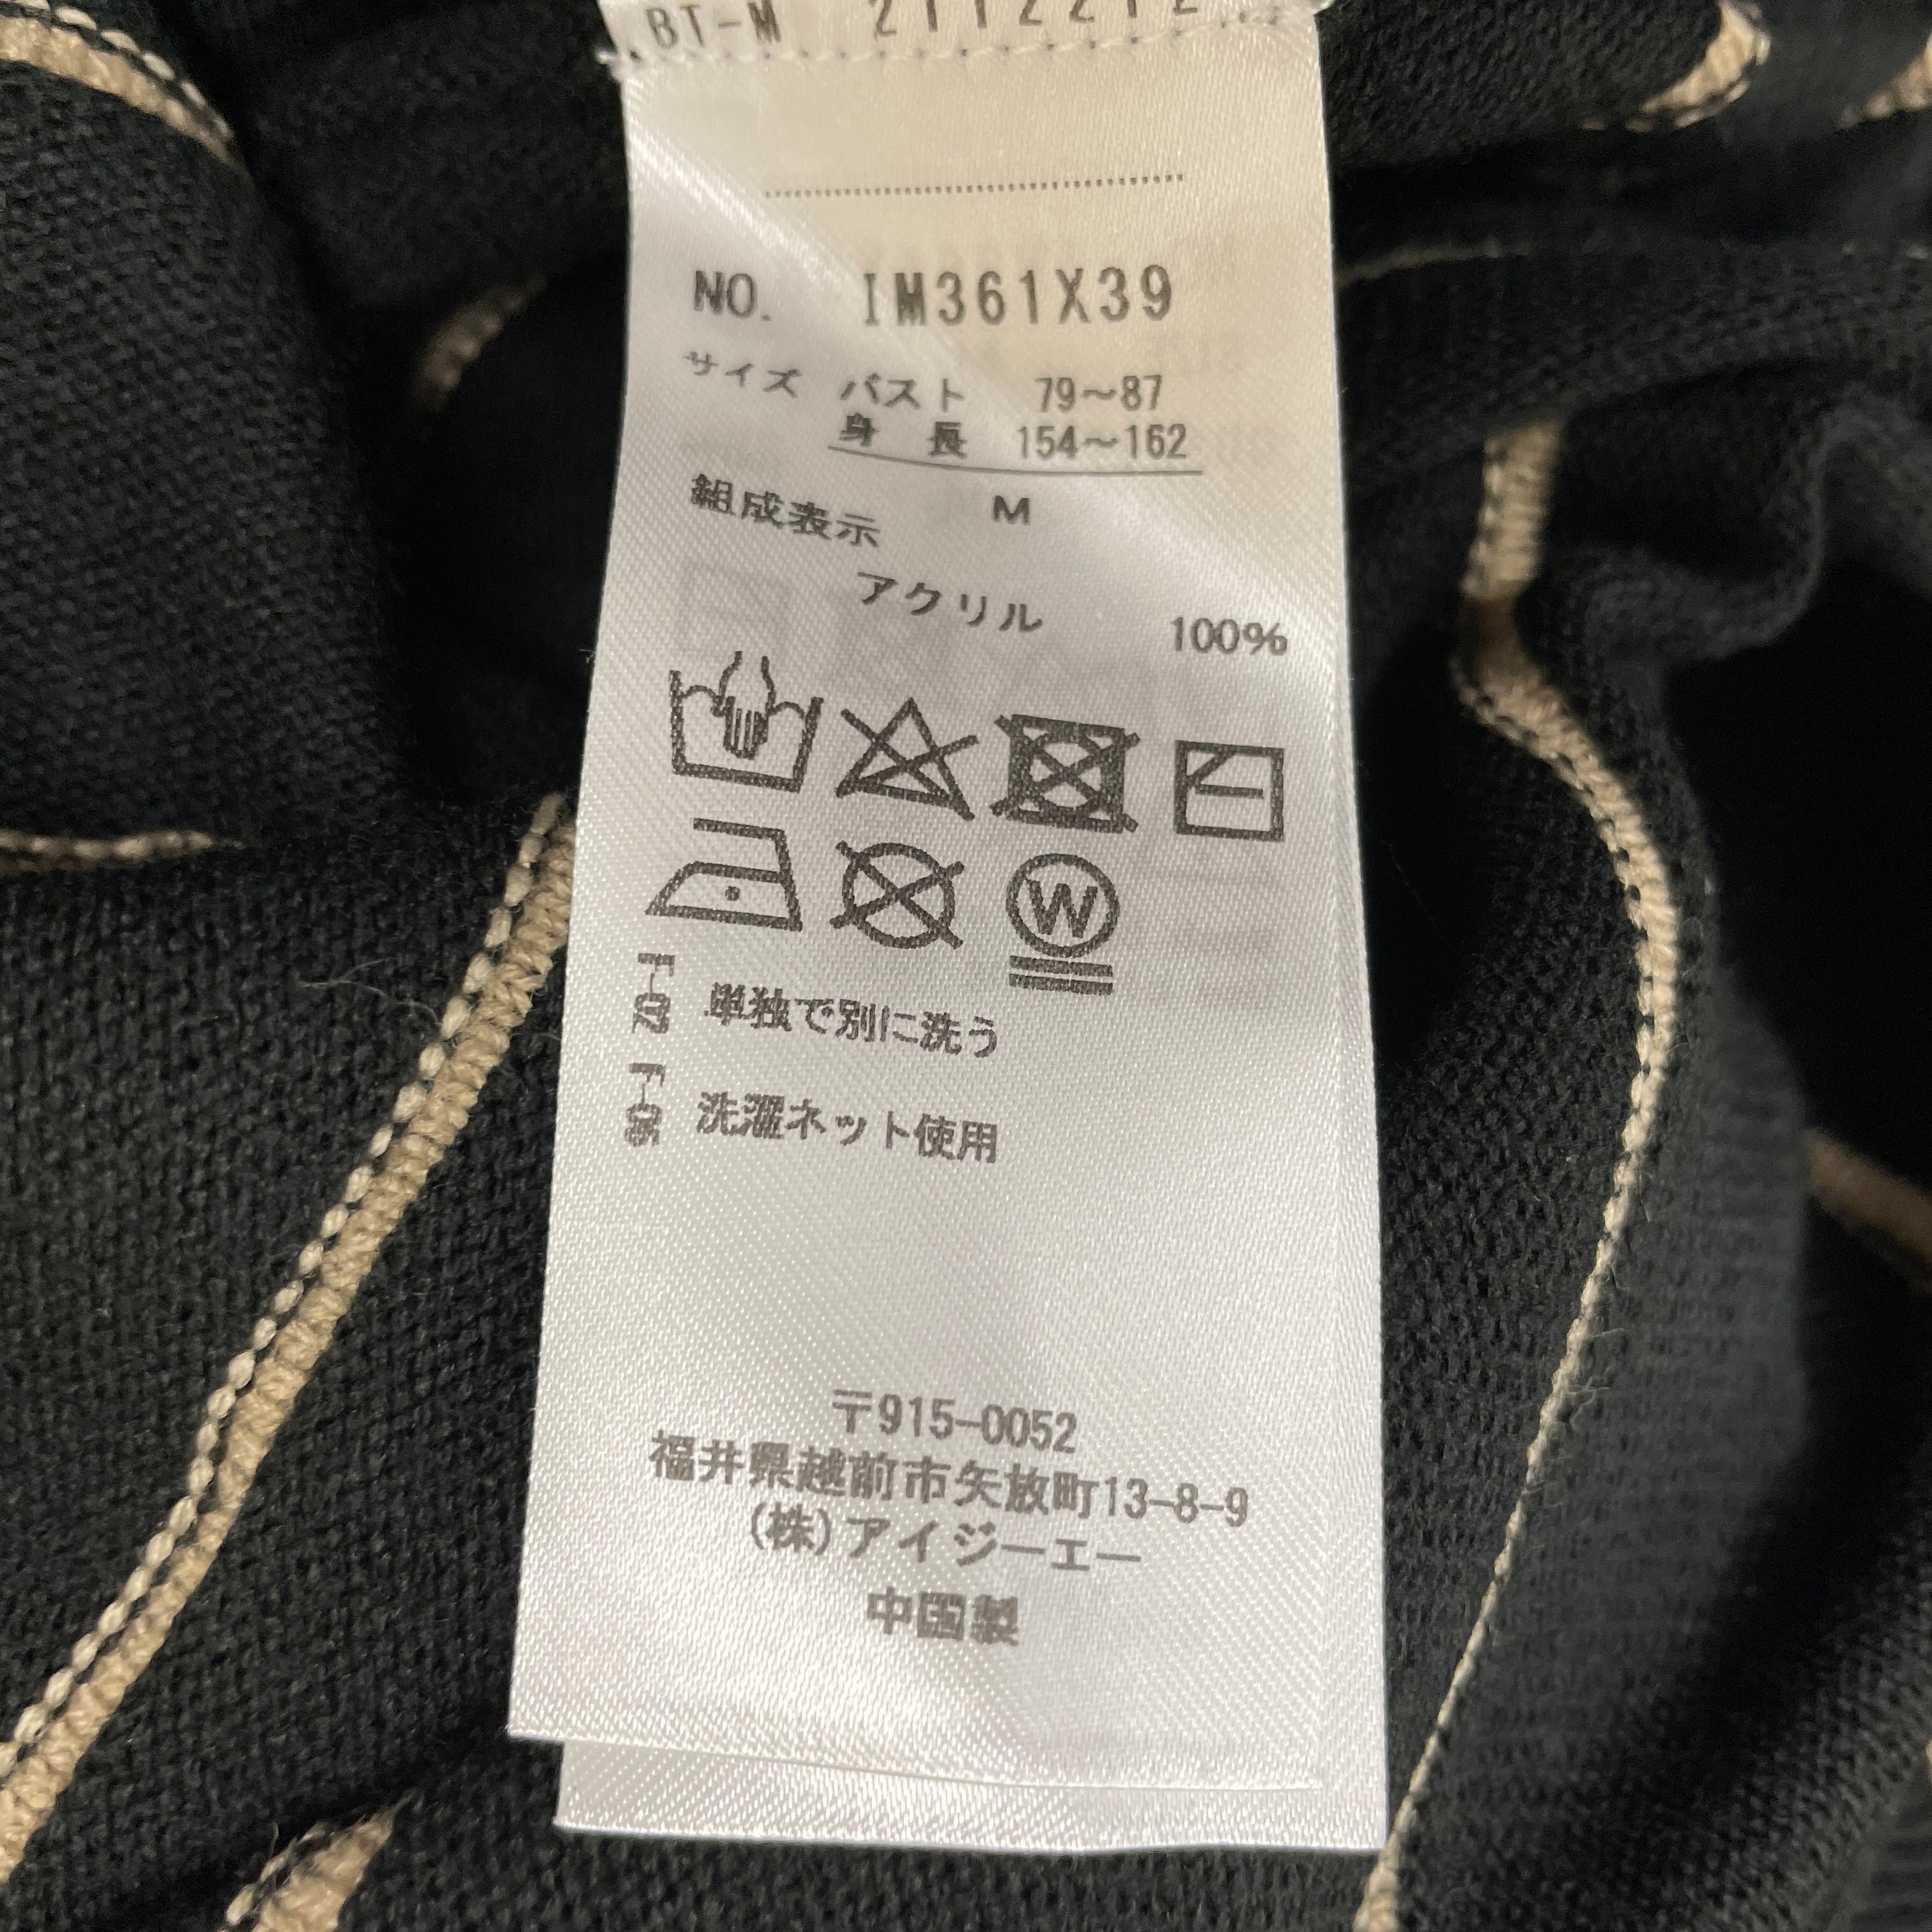 BT-M
NO. IM361X39
サイズ バスト 79〜87
身 長 154〜162
M
組成表示
アクリル 100%
W
F-02 単独で別に洗う
F-06 洗濯ネット使用
〒915-0052
福井県越前市矢放町13-8-9
(株)アイジーエー
中国製